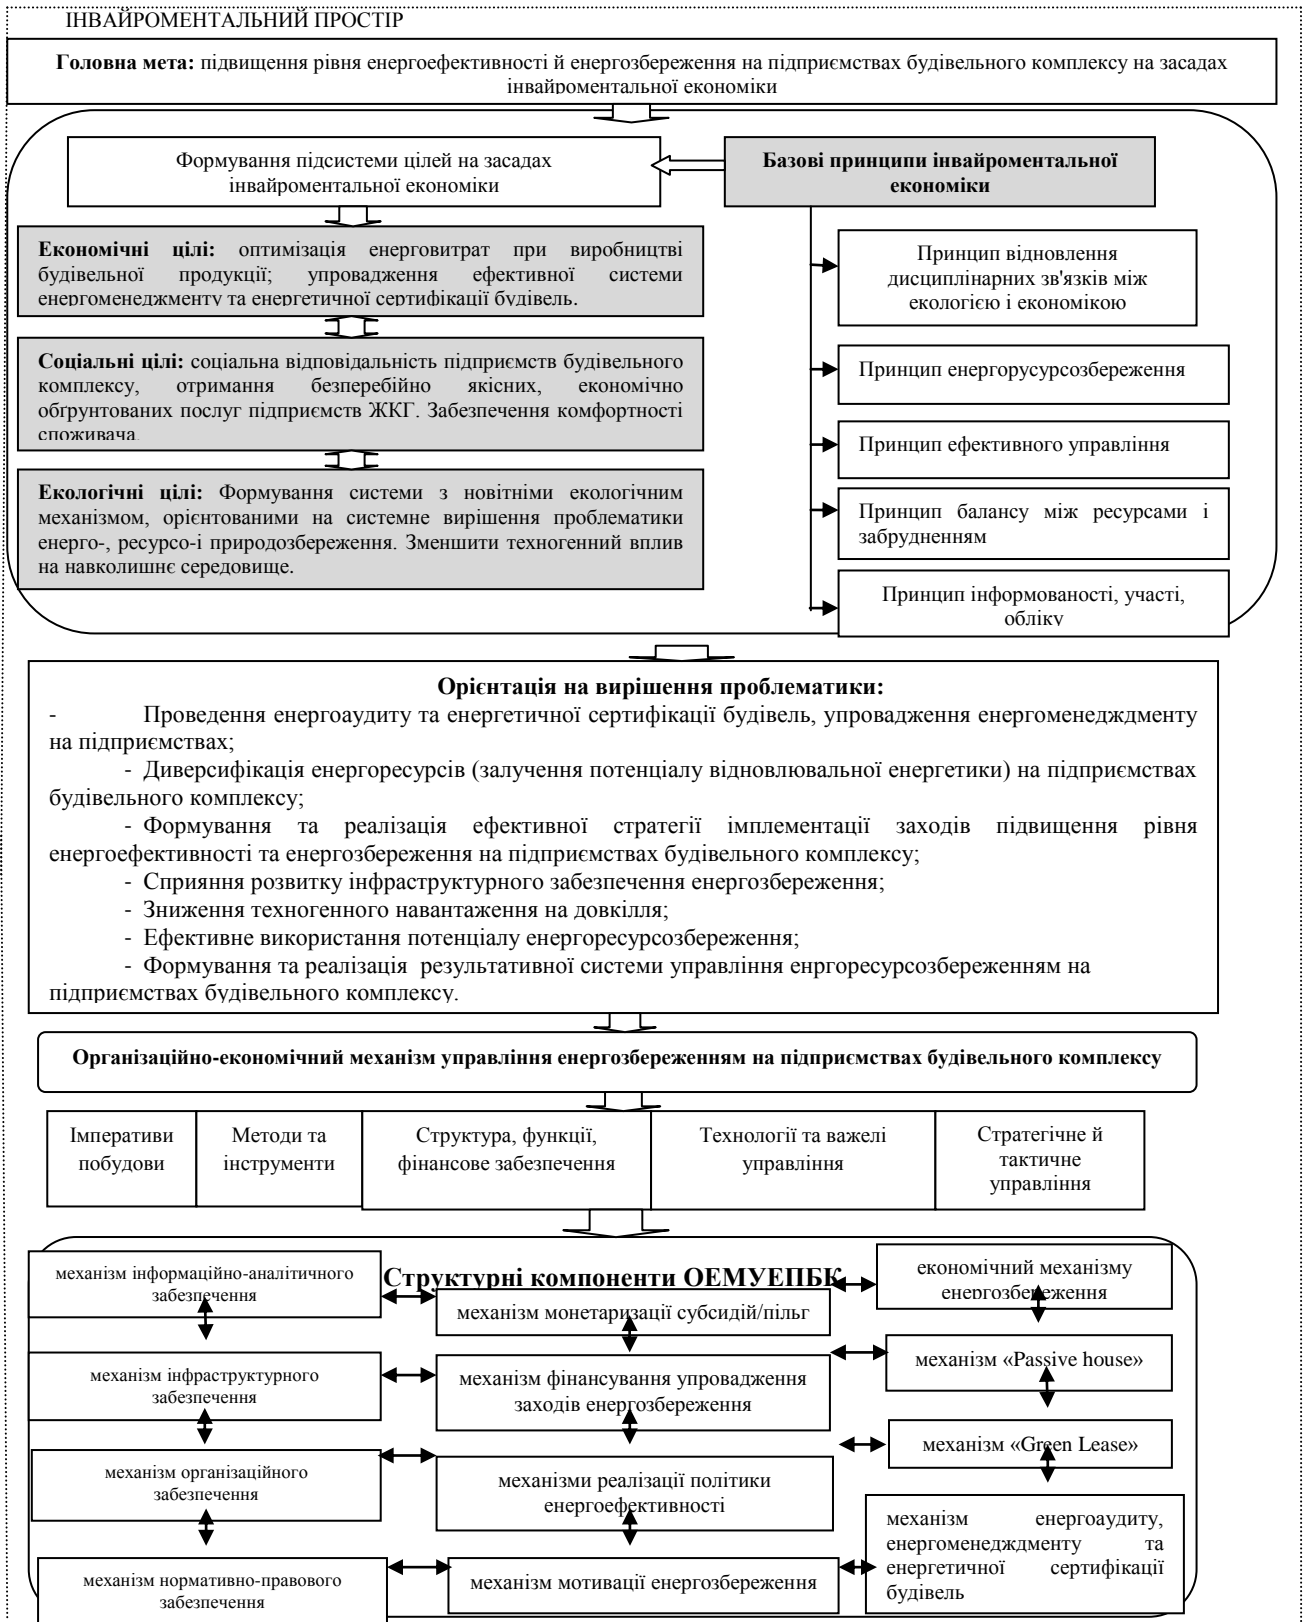 ІНВАЙРОМЕНТАЛЬНИЙ ПРОСТІР
Головна мета: підвищення рівня енергоефективності й енергозбереження на підприємствах будівельного комплексу на засадах
інвайроментальної економіки
Формування підсистеми цілей на засадах
інвайроментальної економіки
Базові принципи інвайроментальної
економіки
Економічні цілі: оптимізація енерговитрат при виробництві
будівельної продукції; упровадження ефективної системи
енергоменеджменту та енергетичної сертифікації будівель.
Соціальні цілі: соціальна відповідальність підприємств будівельного
комплексу, отримання безперебійно якісних, економічно
обґрунтованих послуг підприємств ЖКГ. Забезпечення комфортності
споживача.
Екологічні цілі: Формування системи з новітніми екологічним
механізмом, орієнтованими на системне вирішення проблематики
енерго-, ресурсо-і природозбереження. Зменшити техногенний вплив
на навколишнє середовище.
Принцип відновлення
дисциплінарних зв'язків між
екологією і економікою
Принцип енергорусурсозбереження
Принцип ефективного управління
Принцип балансу між ресурсами і
забрудненням
Принцип інформованості, участі,
обліку
Орієнтація на вирішення проблематики:
- Проведення енергоаудиту та енергетичної сертифікації будівель, упровадження енергоменедждменту
на підприємствах;
- Диверсифікація енергоресурсів (залучення потенціалу відновлювальної енергетики) на підприємствах
будівельного комплексу;
- Формування та реалізація ефективної стратегії імплементації заходів підвищення рівня
енергоефективності та енергозбереження на підприємствах будівельного комплексу;
- Сприяння розвитку інфраструктурного забезпечення енергозбереження;
- Зниження техногенного навантаження на довкілля;
- Ефективне використання потенціалу енергоресурсозбереження;
- Формування та реалізація результативної системи управління енргоресурсозбереженням на
підприємствах будівельного комплексу.
Організаційно-економічний механізм управління енергозбереженням на підприємствах будівельного комплексу
Імперативи
побудови
Методи та
інструменти
Структура, функції,
фінансове забезпечення
Технології та важелі
управління
Стратегічне й
тактичне
управління
Структурні компоненти ОЕМУЕПБК
механізм інформаційно-аналітичного
забезпечення
механізм монетаризації субсидій/пільг
економічний механізму
енергозбереження
механізм інфраструктурного
забезпечення
механізм фінансування упровадження
заходів енергозбереження
механізм «Passive house»
механізм організаційного
забезпечення
механізми реалізації політики
енергоефективності
механізм «Green Lease»
механізм нормативно-правового
забезпечення
механізм мотивації енергозбереження
механізм енергоаудиту,
енергоменедждменту та
енергетичної сертифікації
будівель